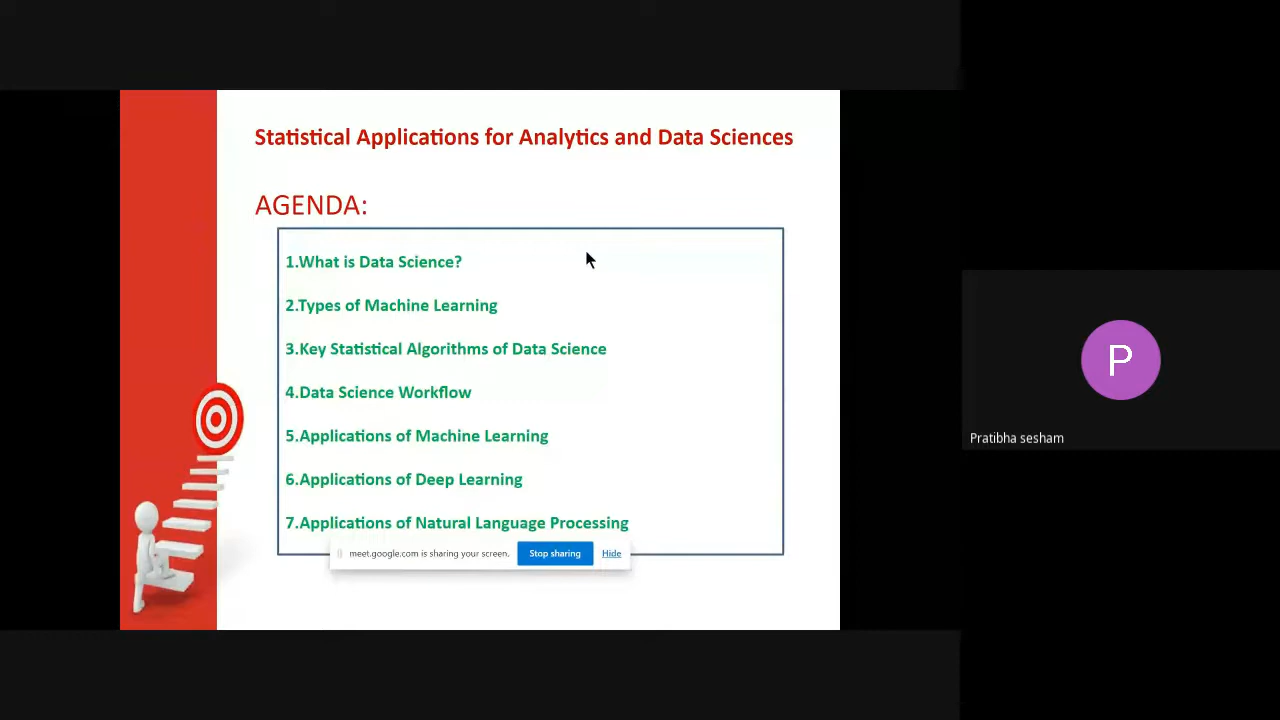 Statistical Applications for Analytics and Data Sciences
AGENDA:
1.What is Data Science?
2.Types of Machine Learning
3.Key Statistical Algorithms of Data Science
4.Data Science Workflow
5.Applications of Machine Learning
6.Applications of Deep Learning
7.Applications of Natural Language Processing
meet.google.com is sharing your screen. Stop sharing Hide
P
Pratibha sesham